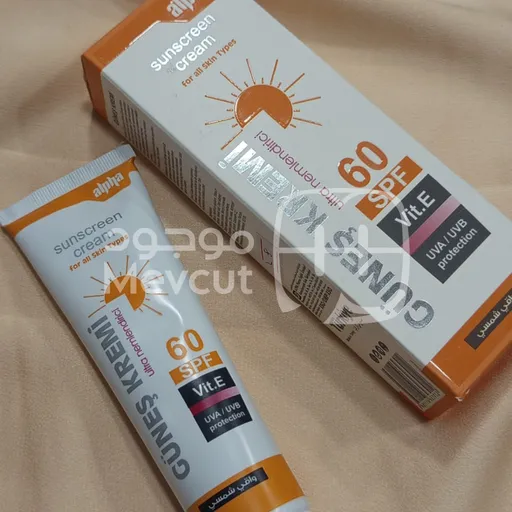 alpha
sunscreen
cream
For all Skin Types
GÜNEŞ KREMİ
ultra nemlendirici
60
SPF
Vit.E
UVA / UVB
protection
واقي شمسي
موجود
Mevcut
alpha
sunscreen
cream
For all Skin Types
GÜNEŞ KREMİ
ultra nemlendirici
60
SPF
Vit.E
UVA / UVB
protection
واقي شمسي